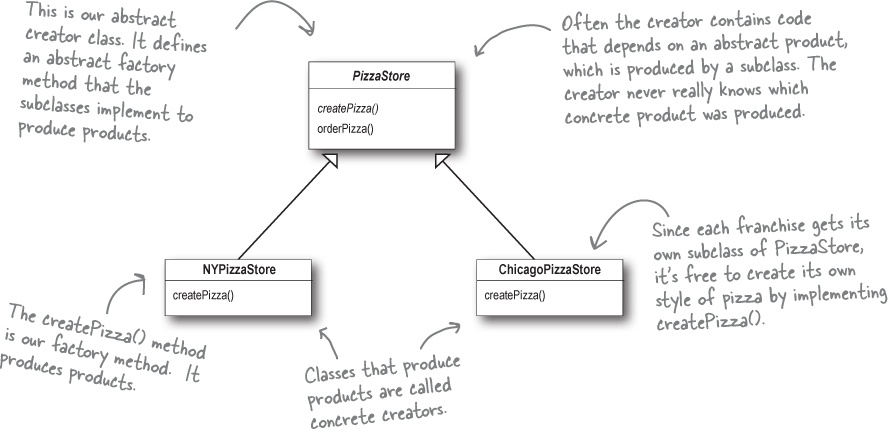 This is our abstract
creator class. It defines
an abstract factory
method that the
subclasses implement to
produce products.
Often the creator contains code
that depends on an abstract product,
which is produced by a subclass. The
creator never really knows which
concrete product was produced.
PizzaStore
createPizza()
orderPizza()
Since each franchise gets its
own subclass of PizzaStore,
it's free to create its own
style of pizza by implementing
createPizza().
NYPizzaStore
createPizza()
ChicagoPizzaStore
createPizza()
The createPizza() method
is our factory method. It
produces products.
Classes that produce
products are called
concrete creators.